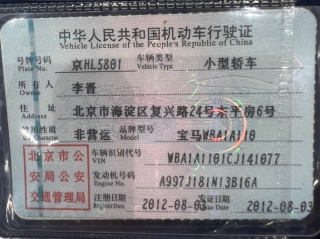 中华人民共和国机动车行驶证
Vehicle License of the People's Republic of China
号牌号码 京HL5801 车辆类型 小型轿车
Plate No. Vehicle Type
所有人 李晋
Owner
住址 北京市海淀区复兴路24号东平房6号
Address
使用性质 非营运 品牌型号 宝马WBA1A110
Use Character Model
北京市公安局公安交通管理局
车辆识别代号 WBA1A1101CJ141077
VIN
发动机号码 A997J181N13B16A
Engine No.
注册日期 2012-08-03 发证日期 2012-08-03
Register Date Issue Date